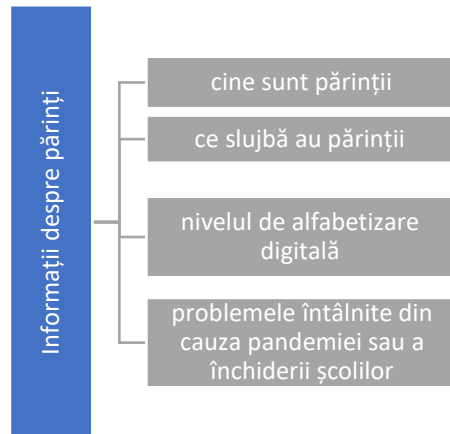 Informații despre părinți
cine sunt părinții
ce slujbă au părinții
nivelul de alfabetizare
digitală
problemele întâlnite din
cauza pandemiei sau a
închiderii școlilor